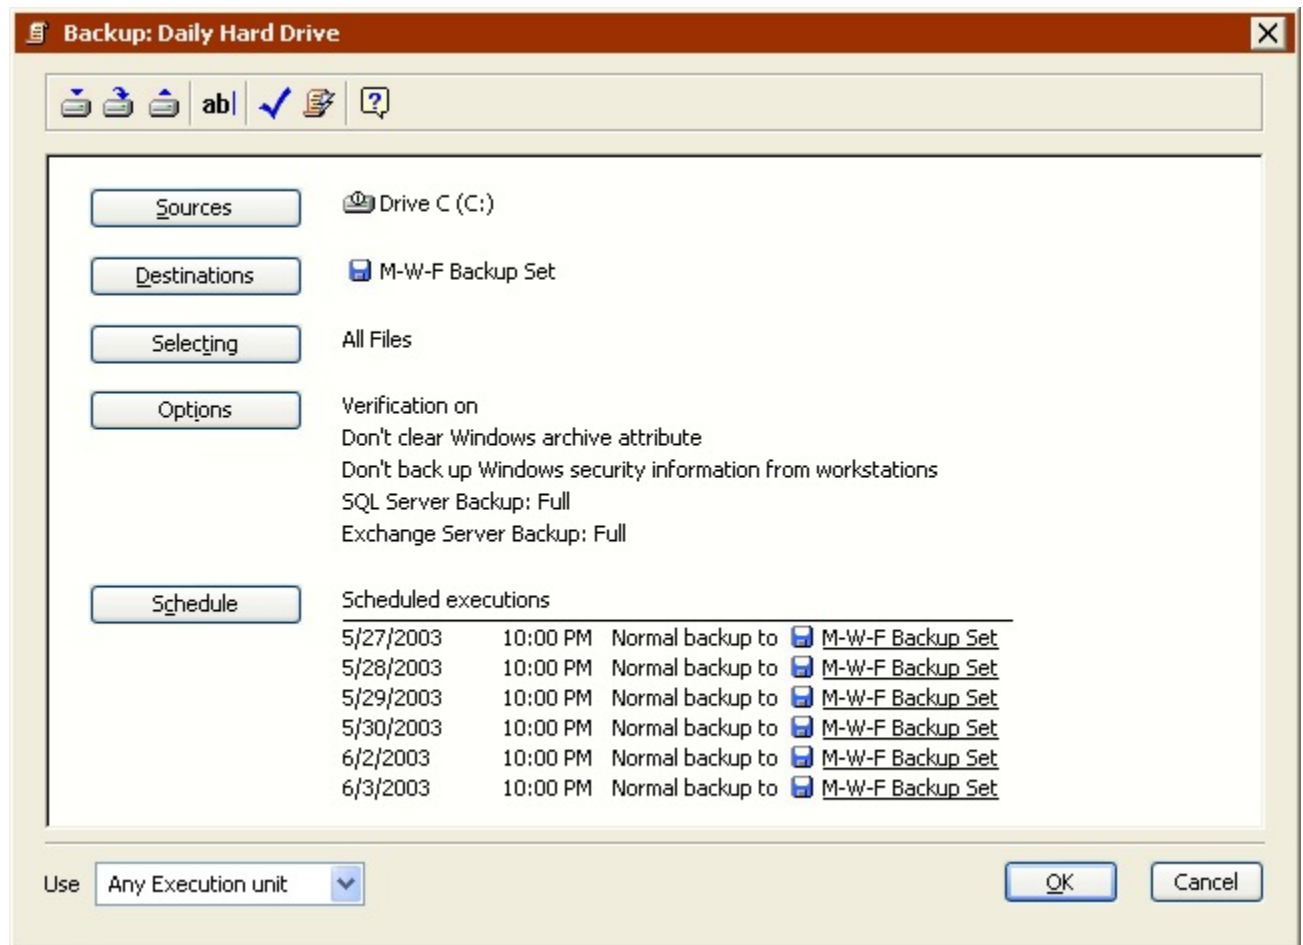 Backup: Daily Hard Drive
ab|
Sources Drive C (C:)
Destinations M-W-F Backup Set
Selecting All Files
Options Verification on
Don't clear Windows archive attribute
Don't back up Windows security information from workstations
SQL Server Backup: Full
Exchange Server Backup: Full
Schedule Scheduled executions
5/27/2003 10:00 PM Normal backup to M-W-F Backup Set
5/28/2003 10:00 PM Normal backup to M-W-F Backup Set
5/29/2003 10:00 PM Normal backup to M-W-F Backup Set
5/30/2003 10:00 PM Normal backup to M-W-F Backup Set
6/2/2003 10:00 PM Normal backup to M-W-F Backup Set
6/3/2003 10:00 PM Normal backup to M-W-F Backup Set
Use Any Execution unit OK Cancel